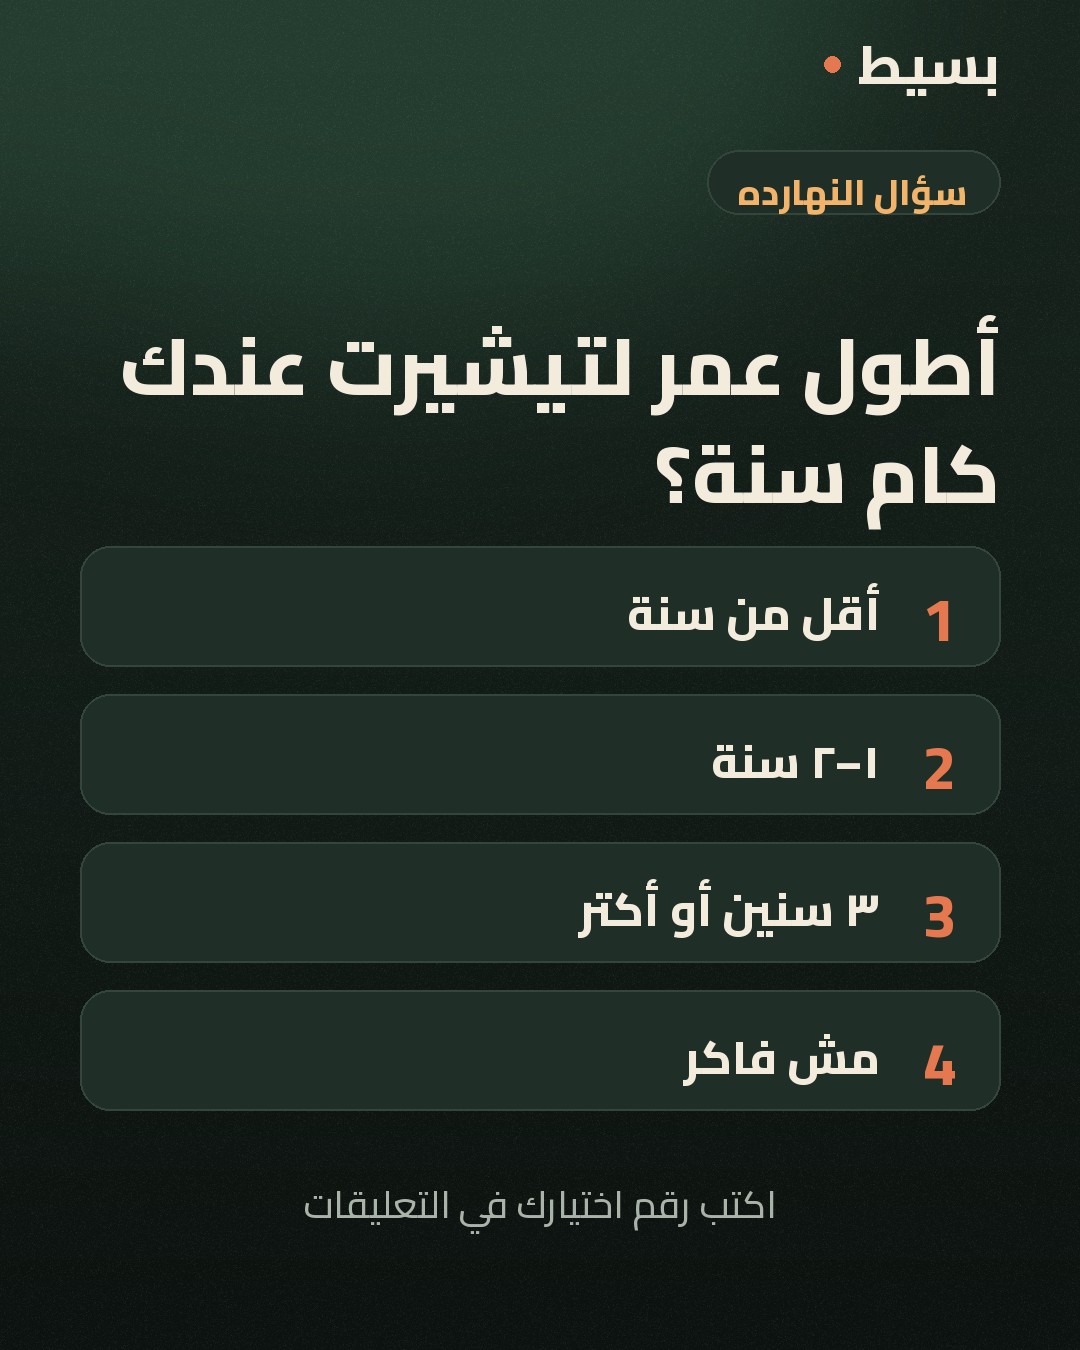 بسيط
سؤال النهارده
أطول عمر لتيشيرت عندك
كام سنة؟
1 أقل من سنة
2 ١–٢ سنة
3 ٣ سنين أو أكتر
4 مش فاكر
اكتب رقم اختيارك في التعليقات